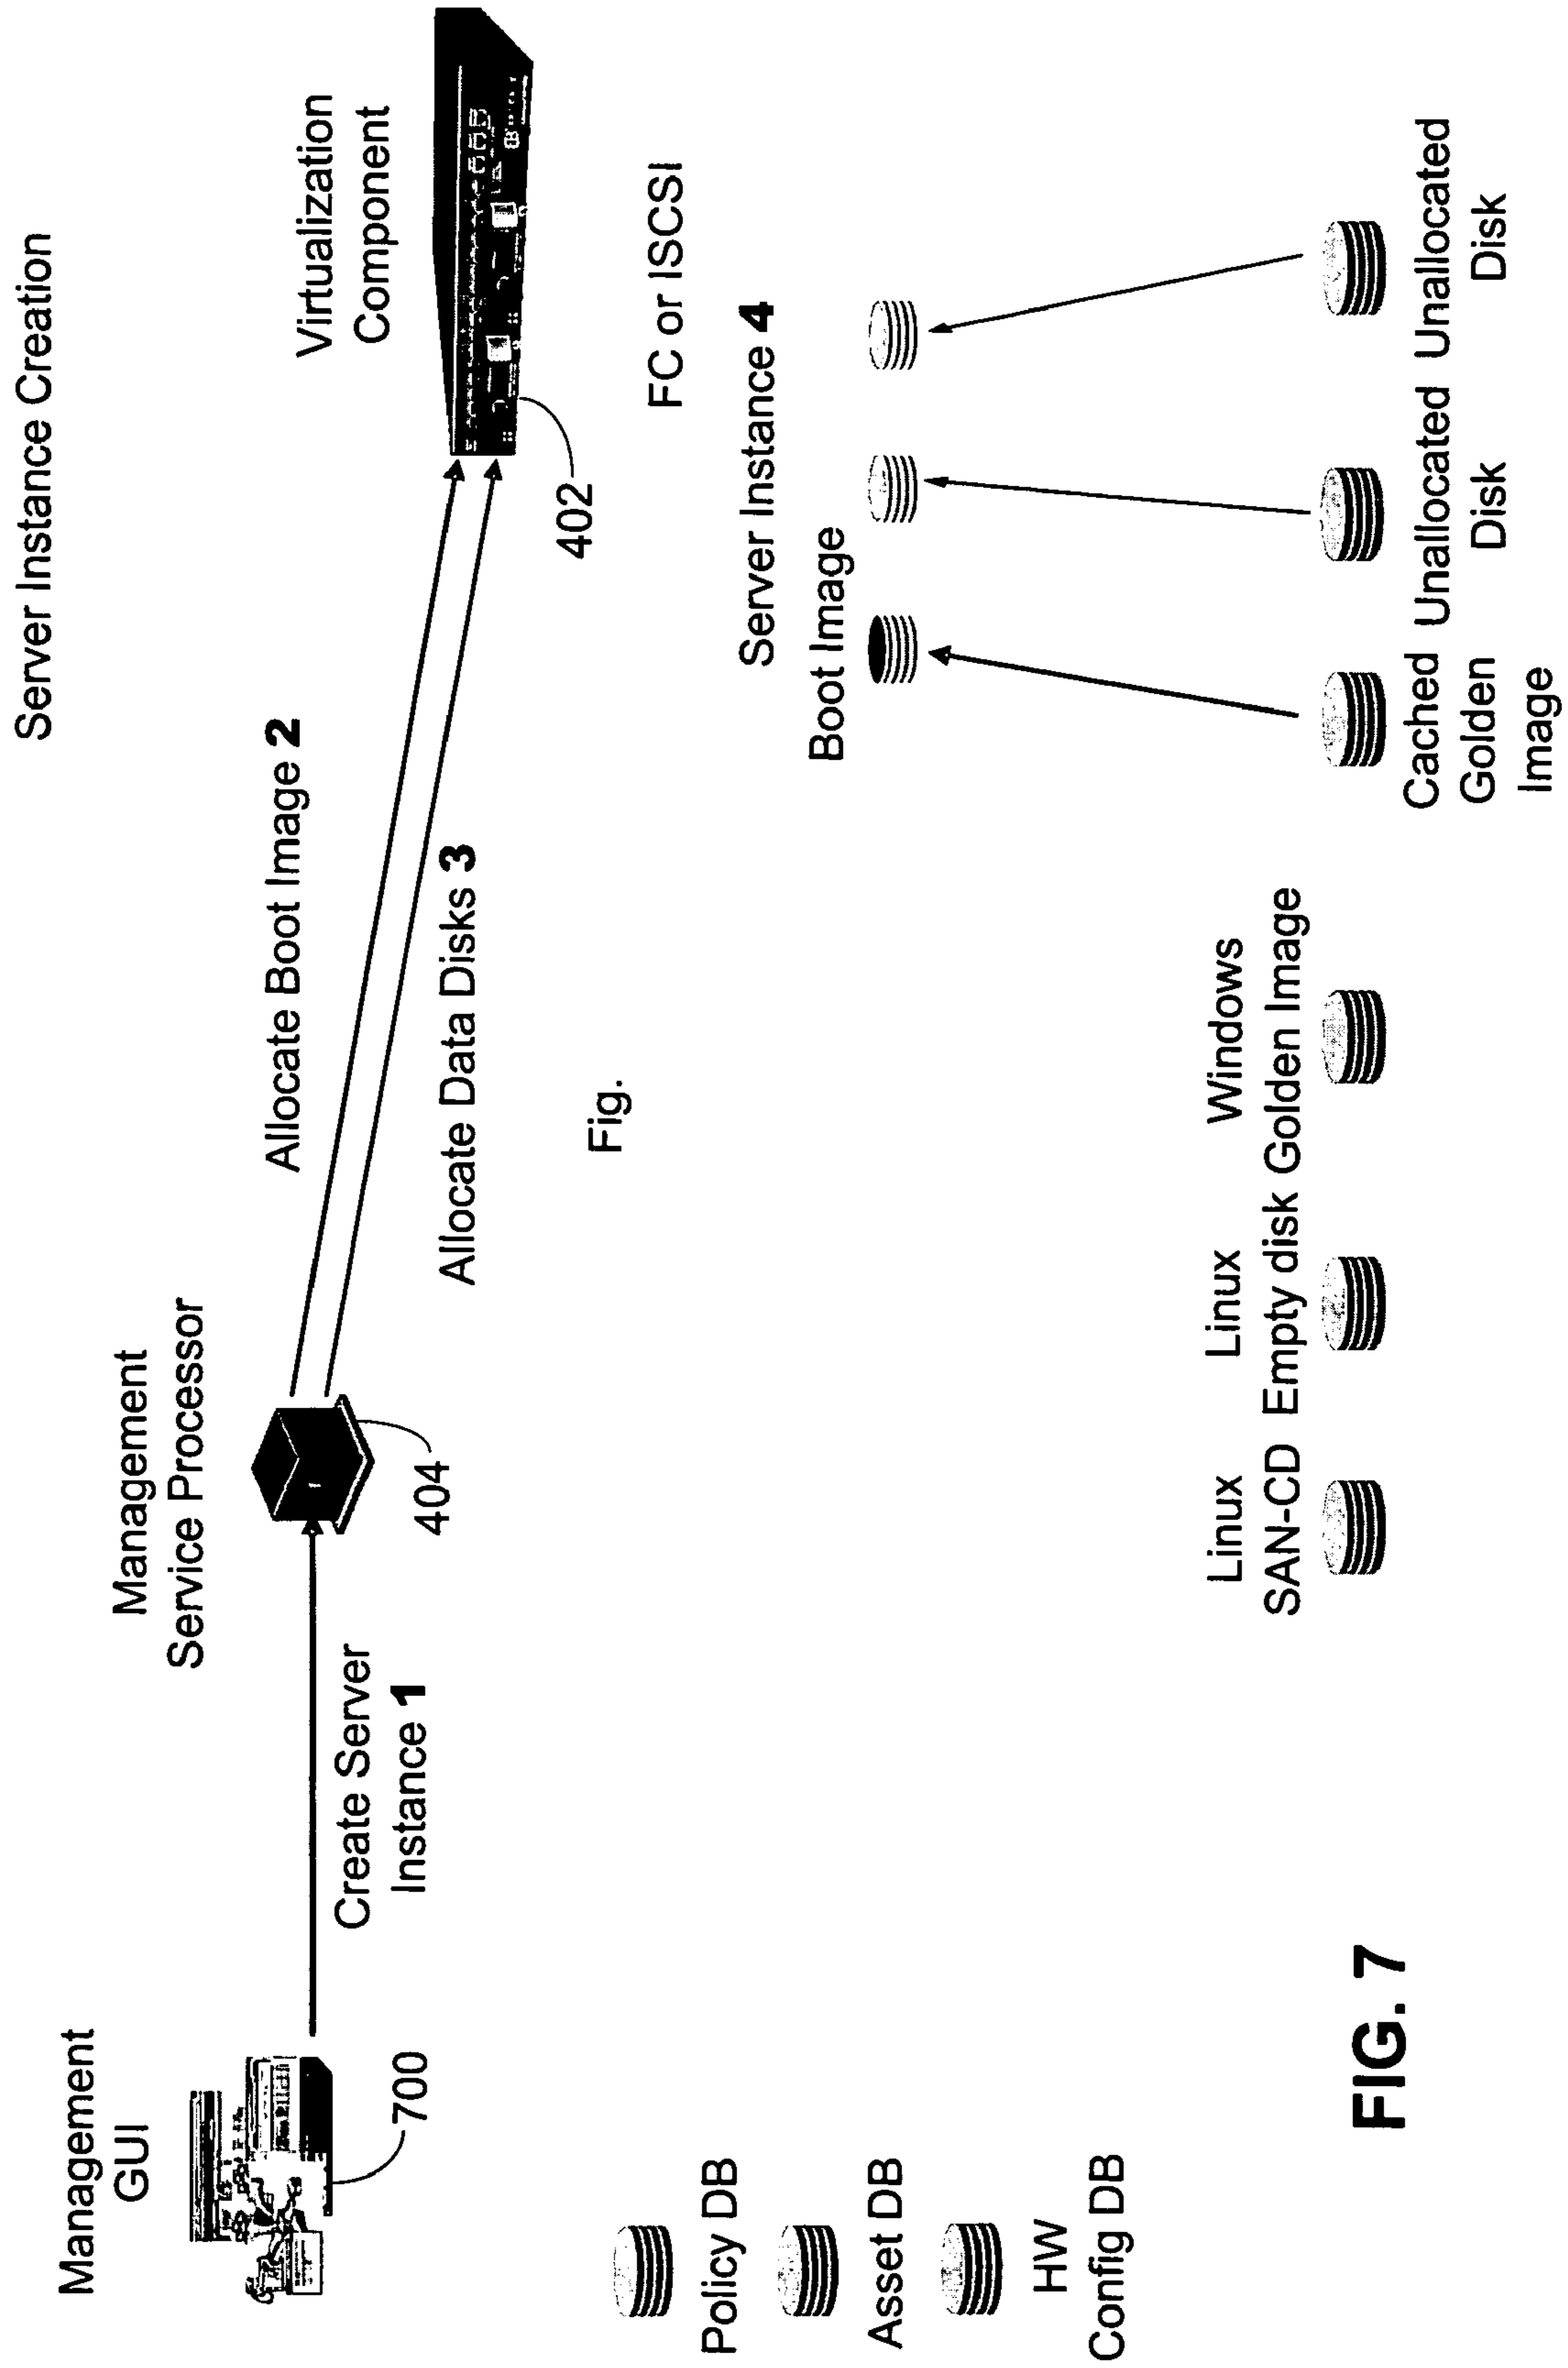 Server Instance Creation
Management
GUI
700
Create Server
Instance 1
Management
Service Processor
404
Allocate Boot Image 2
Allocate Data Disks 3
Virtualization
Component
402
FC or ISCSI
Fig.
Server Instance 4
Boot Image
Policy DB
Asset DB
HW
Config DB
Linux
SAN-CD
Linux
Empty disk
Windows
Golden Image
Cached
Golden
Image
Unallocated
Disk
Unallocated
Disk
FIG. 7